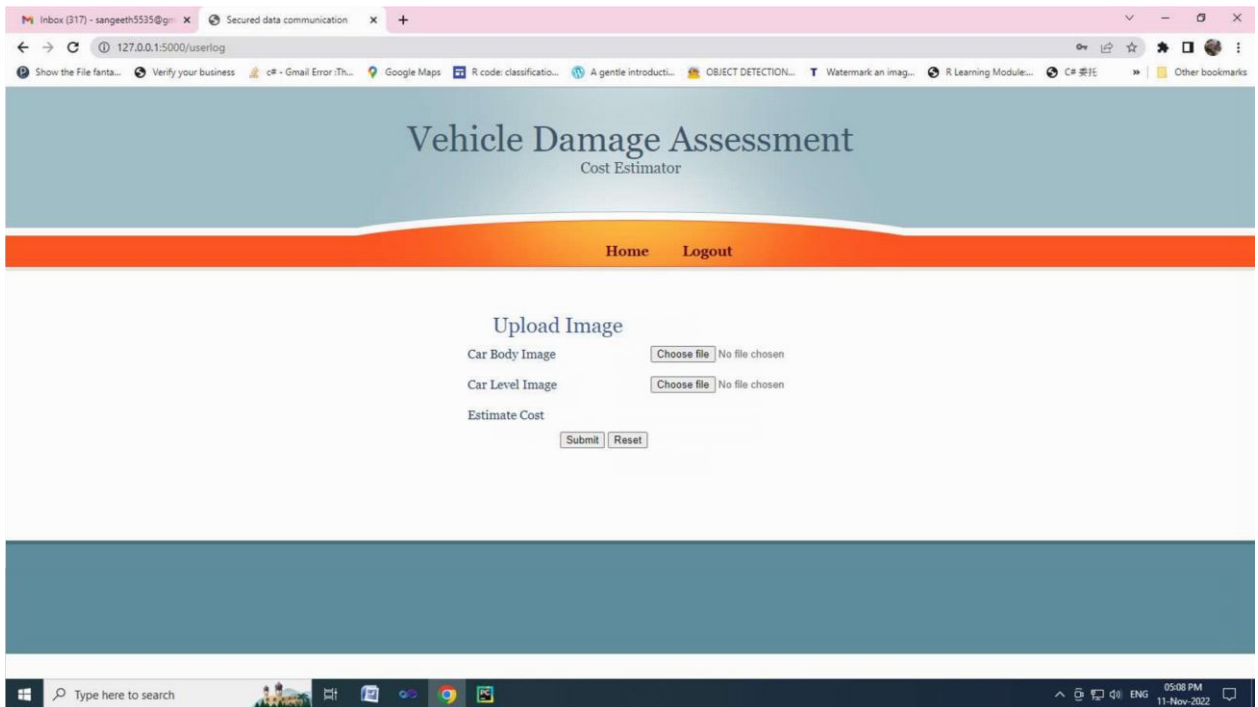 Inbox (317) - sangeeth5535@gm
Secured data communication
127.0.0.1:5000/userlog
Show the File fanta... Verify your business c# - Gmail Error :Th... Google Maps R code: classificatio... A gentle introducti... OBJECT DETECTION... Watermark an imag... R Learning Module:... C# 委托 » Other bookmarks
Vehicle Damage Assessment
Cost Estimator
Home Logout
Upload Image
Car Body Image Choose file No file chosen
Car Level Image Choose file No file chosen
Estimate Cost
Submit Reset
Type here to search
ENG
05:08 PM
11-Nov-2022